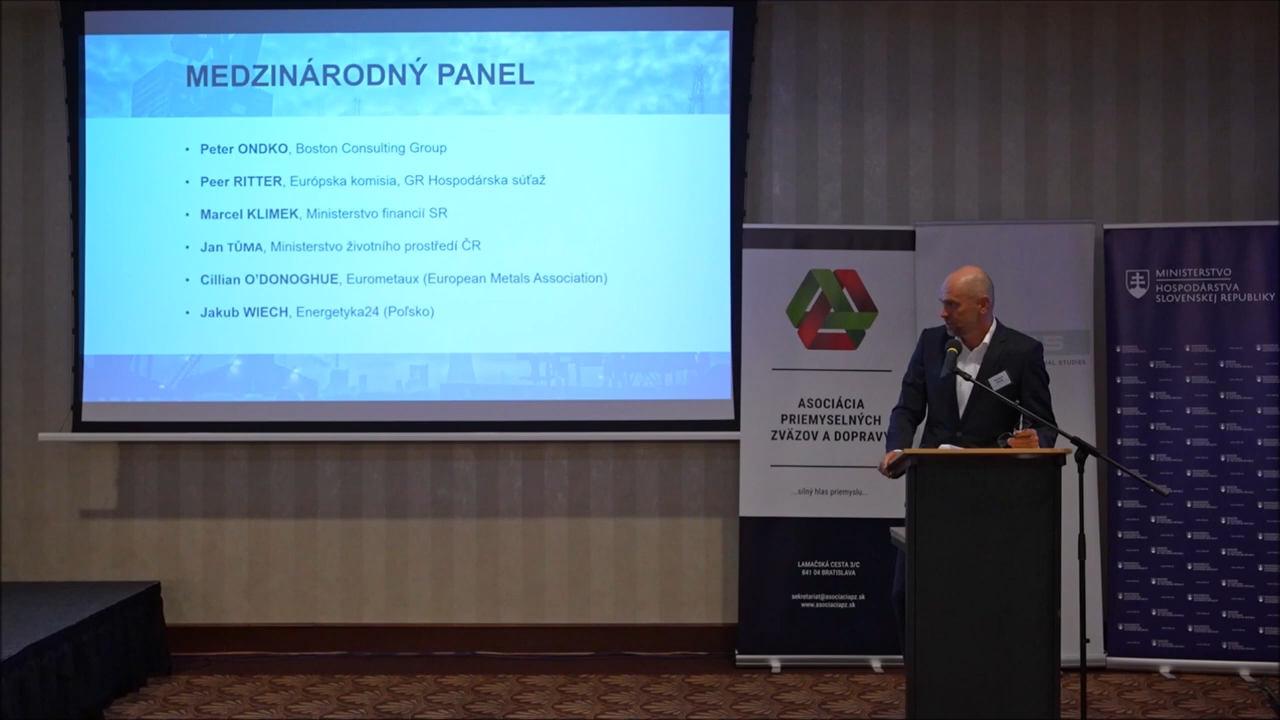 MEDZINÁRODNÝ PANEL
• Peter ONDKO, Boston Consulting Group
• Peer RITTER, Európska komisia, GR Hospodárska súťaž
• Marcel KLIMEK, Ministerstvo financií SR
• Jan TŮMA, Ministerstvo životního prostředí ČR
• Cillian O'DONOGHUE, Eurometaux (European Metals Association)
• Jakub WIECH, Energetyka24 (Poľsko)
ASOCIÁCIA
PRIEMYSELNÝCH
ZVÄZOV A DOPRAVY
...silný hlas priemyslu...
LAMAČSKÁ CESTA 3/C
841 04 BRATISLAVA
sekretariat@asociaciapz.sk
www.asociaciapz.sk
STUDIES
MINISTERSTVO
HOSPODÁRSTVA
SLOVENSKEJ REPUBLIKY